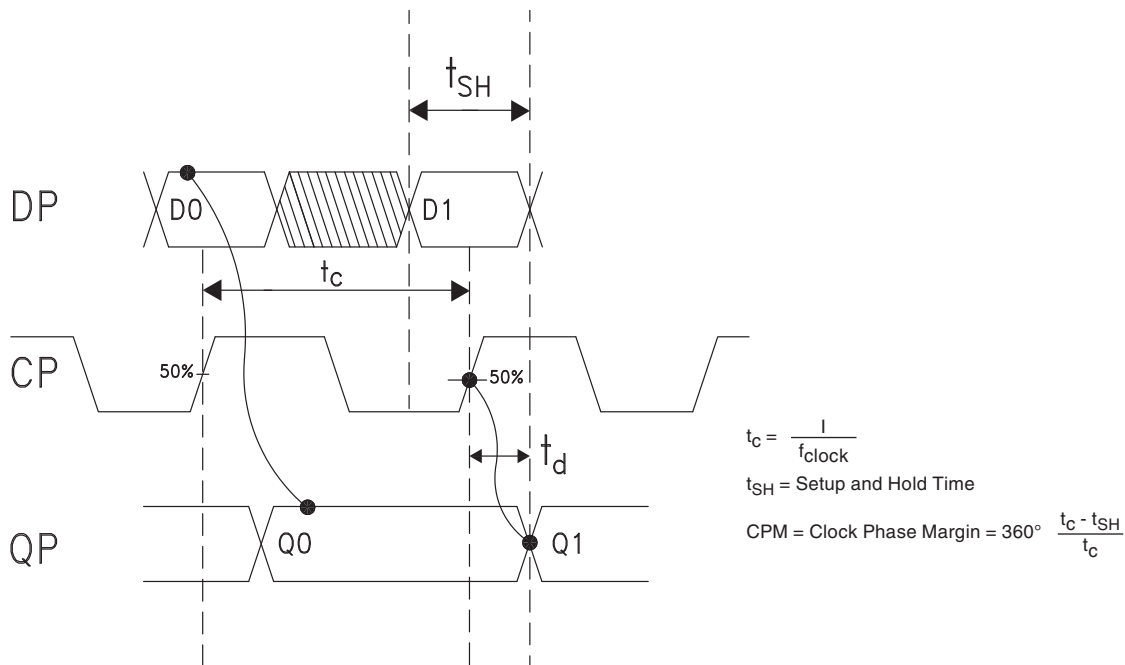 tSH
DP
D0
D1
tc
CP
50%
50%
td
QP
Q0
Q1
tc = I
fclock
tSH = Setup and Hold Time
CPM = Clock Phase Margin = 360° tc - tSH
tc